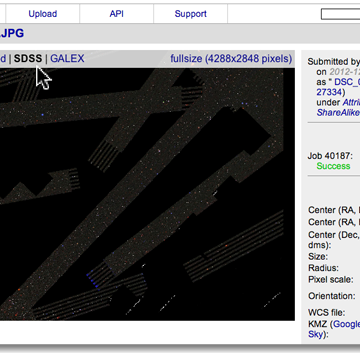 Upload API Support
.JPG
d | SDSS | GALEX fullsize (4288x2848 pixels)
Submitted by
on 2012-12
as " DSC_0
27334)
under Attri
ShareAlike
Job 40187:
Success
Center (RA, 
Center (RA, 
Center (Dec,
dms):
Size:
Radius:
Pixel scale:
Orientation:
WCS file:
KMZ (Google
Sky):